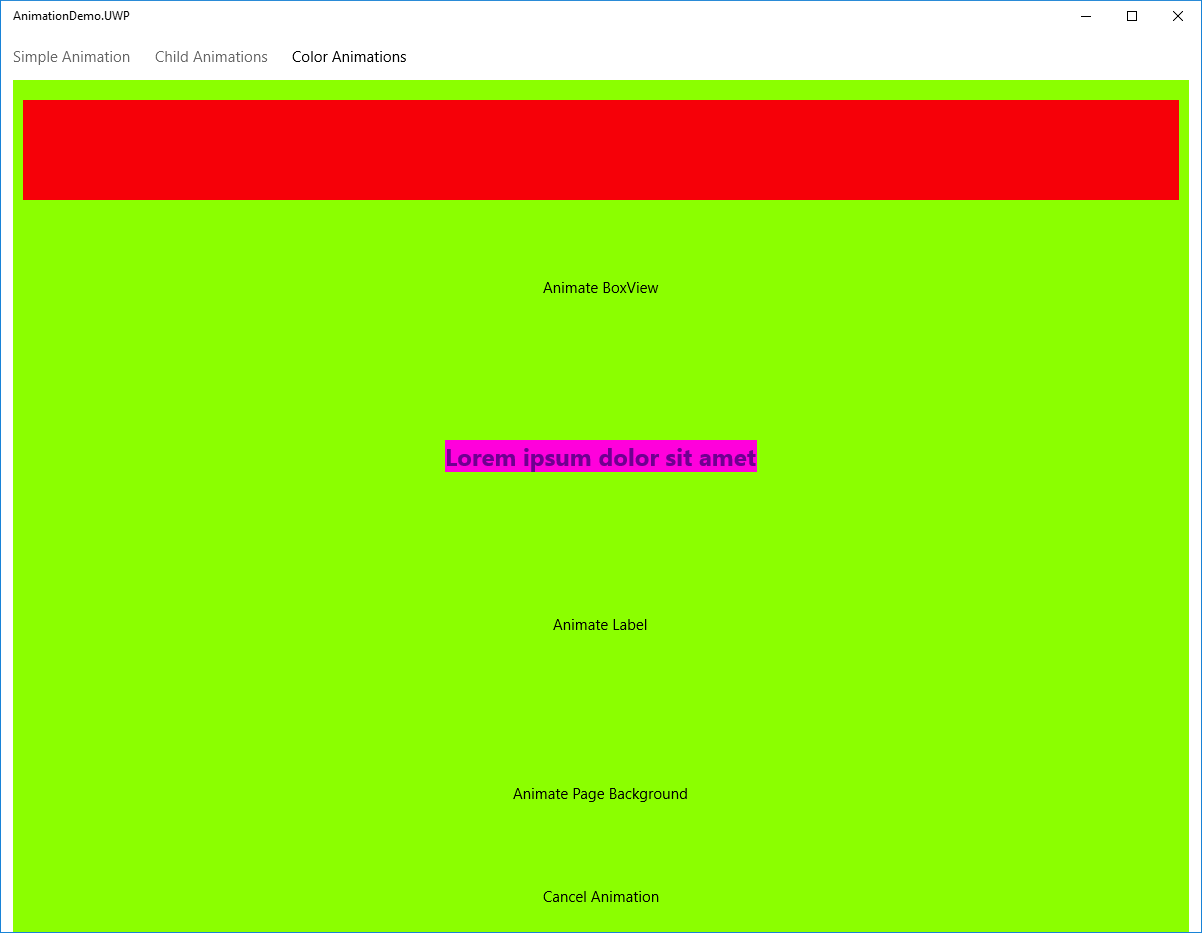 AnimationDemo.UWP
Simple Animation Child Animations Color Animations
Animate BoxView
Lorem ipsum dolor sit amet
Animate Label
Animate Page Background
Cancel Animation